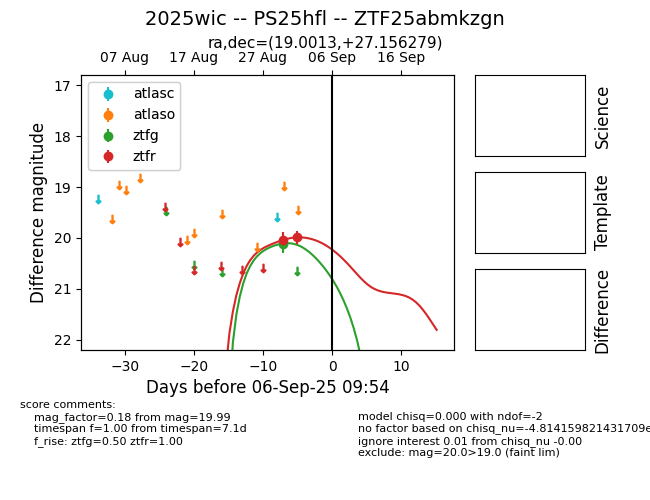 2025wic -- PS25hfl -- ZTF25abmkzgn
ra,dec=(19.0013,+27.156279)
07 Aug 17 Aug 27 Aug 06 Sep 16 Sep
atlasc
atlaso
ztfg
ztfr
17
18
19
20
21
22
Difference magnitude
−30 −20 −10 0 10
Days before 06-Sep-25 09:54
Science
Template
Difference
score comments:
mag_factor=0.18 from mag=19.99
timespan f=1.00 from timespan=7.1d
f_rise: ztfg=0.50 ztfr=1.00
model chisq=0.000 with ndof=-2
no factor based on chisq_nu=-4.814159821431709e
ignore interest 0.01 from chisq_nu -0.00
exclude: mag=20.0>19.0 (faint lim)